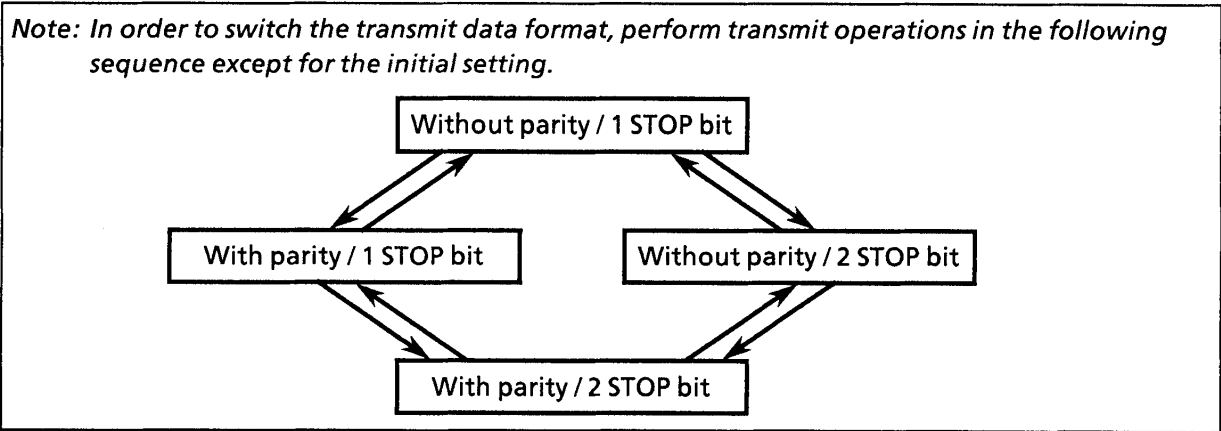 Note: In order to switch the transmit data format, perform transmit operations in the following
sequence except for the initial setting.
Without parity / 1 STOP bit
With parity / 1 STOP bit
Without parity / 2 STOP bit
With parity / 2 STOP bit